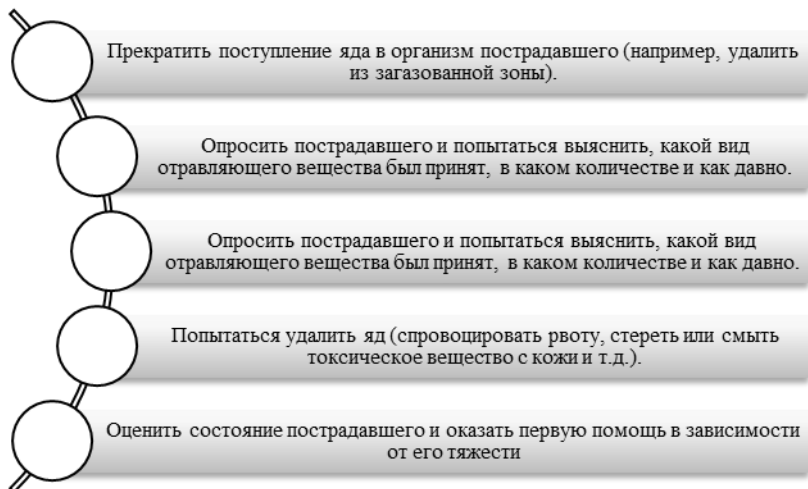 Прекратить поступление яда в организм пострадавшего (например, удалить
из загазованной зоны).
Опросить пострадавшего и попытаться выяснить, какой вид
отравляющего вещества был принят, в каком количестве и как давно.
Опросить пострадавшего и попытаться выяснить, какой вид
отравляющего вещества был принят, в каком количестве и как давно.
Попытаться удалить яд (спровоцировать рвоту, стереть или смыть
токсическое вещество с кожи и т.д.).
Оценить состояние пострадавшего и оказать первую помощь в зависимости
от его тяжести